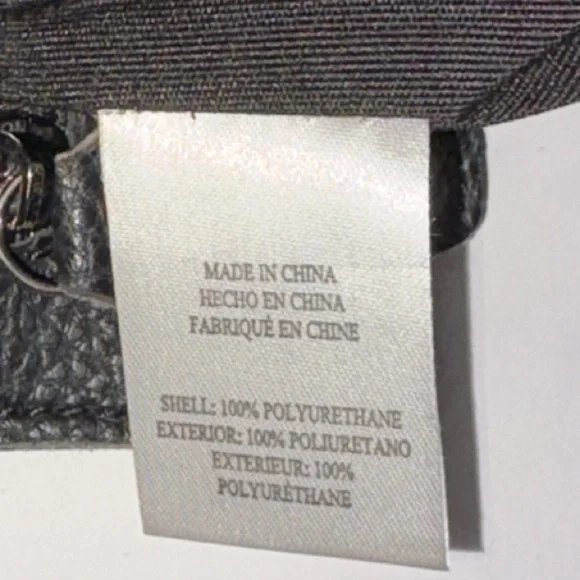 MADE IN CHINA
HECHO EN CHINA
FABRIQUÉ EN CHINE
SHELL: 100% POLYURETHANE
EXTERIOR: 100% POLIURETANO
EXTERIEUR: 100%
POLYURÉTHANE